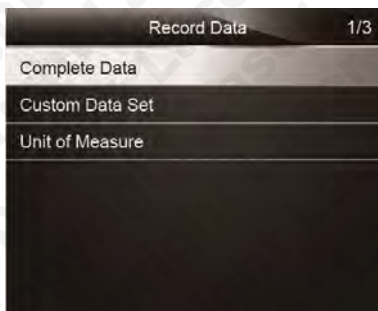 Record Data 1/3
Complete Data
Custom Data Set
Unit of Measure